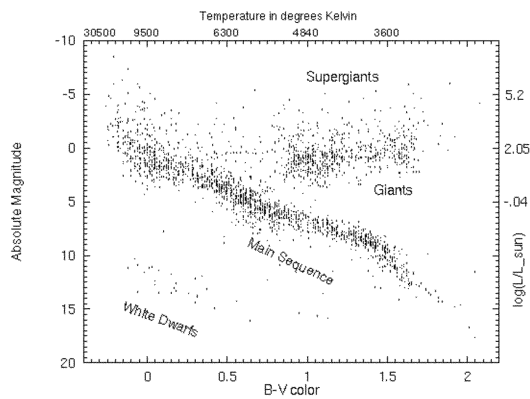 Temperature in degrees Kelvin
30500 9500 6300 4840 3600
-10
Supergiants
-5 5.2
0 2.05
Giants
5 -.04
Main Sequence
10
15
White Dwarfs
20
0 0.5 1 1.5 2
B-V color
Absolute Magnitude
log(L/L_sun)